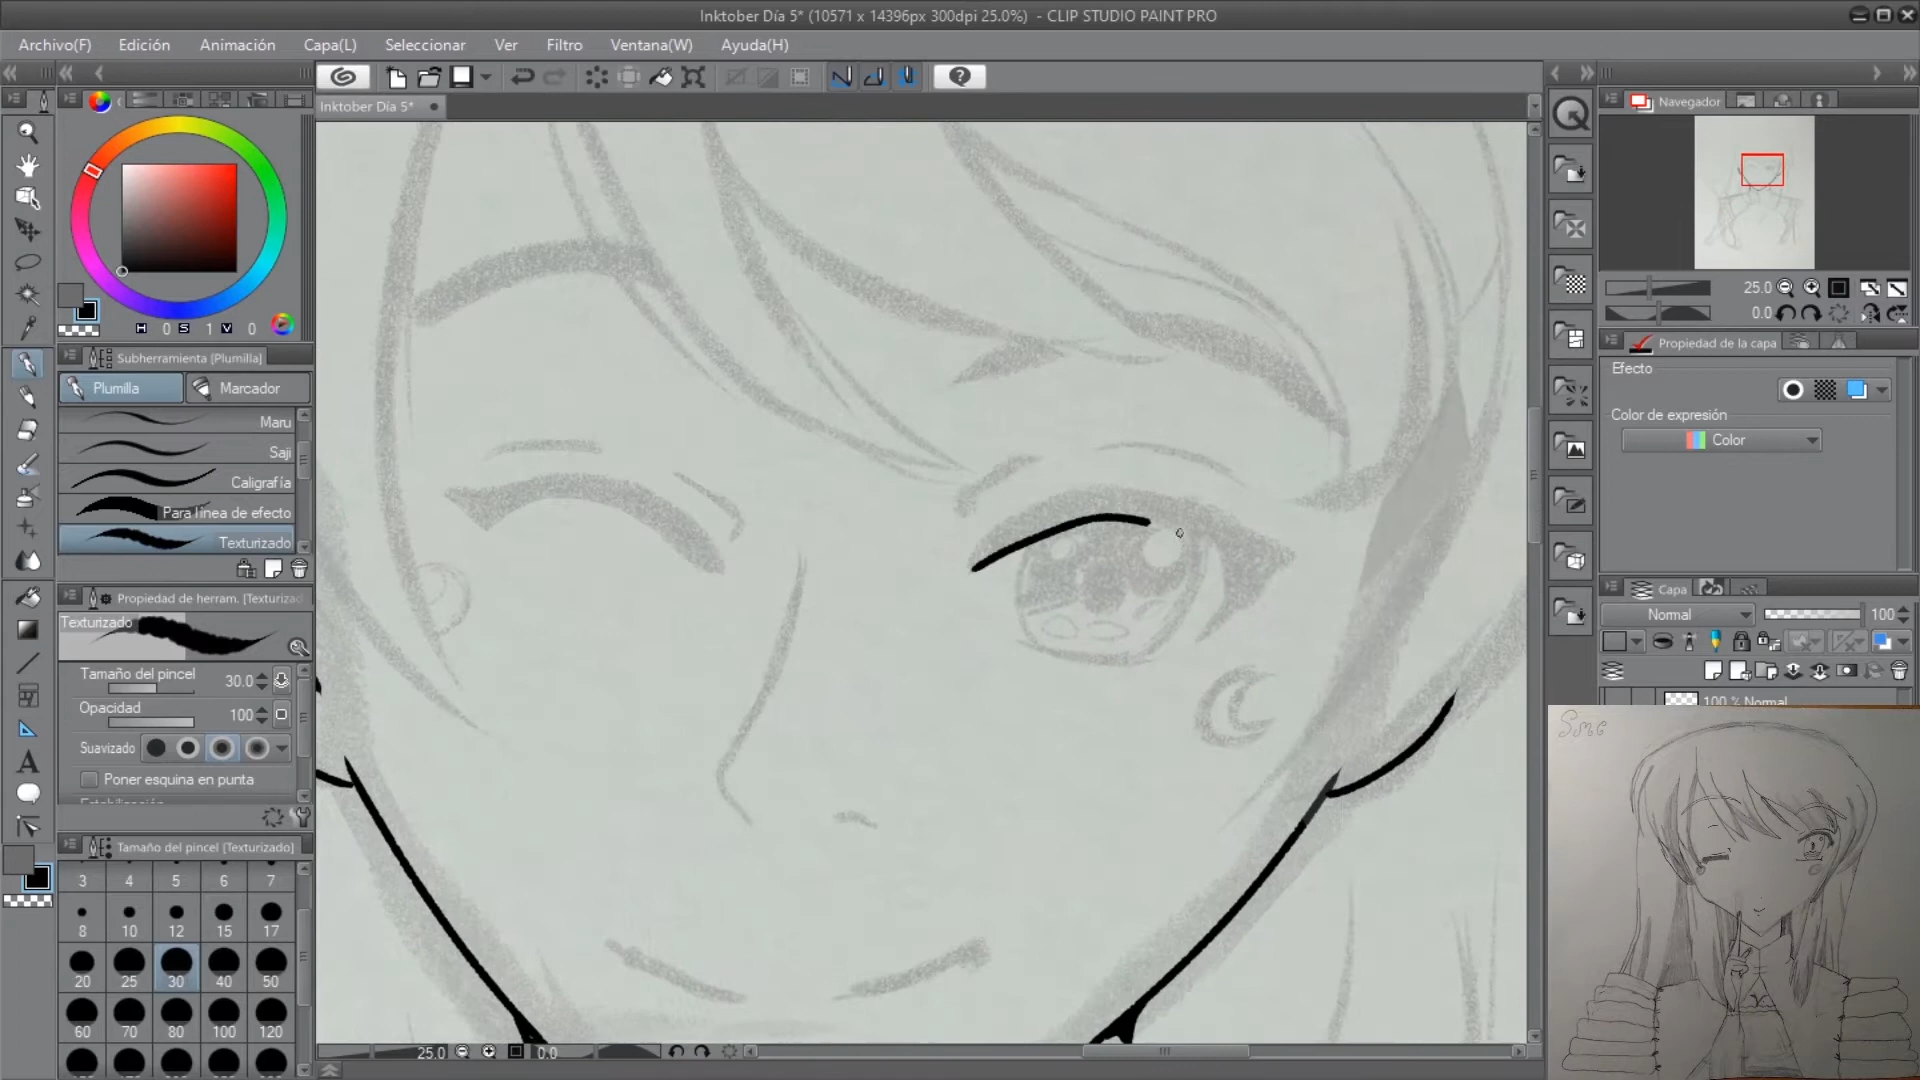 Inktober Día 5* (10571 x 14396px 300dpi 25.0%)  - CLIP STUDIO PAINT PRO
Archivo(F) Edición Animación Capa(L) Seleccionar Ver Filtro Ventana(W) Ayuda(H)
Inktober Día 5*
H 0 S 1 V 0
Subherramienta [Plumilla]
Plumilla Marcador
Maru
Saji
Caligrafía
Para línea de efecto
Texturizado
Propiedad de herram. [Texturizad
Texturizado
Tamaño del pincel 30.0
Opacidad 100
Suavizado
Poner esquina en punta
Tamaño del pincel [Texturizado]
3 4 5 6 7
8 10 12 15 17
20 25 30 40 50
60 70 80 100 120
25.0 0.0
Navegador
25.0
0.0
Propiedad de la capa
Efecto
Color de expresión
Color
Capa
Normal 100
100 % Normal